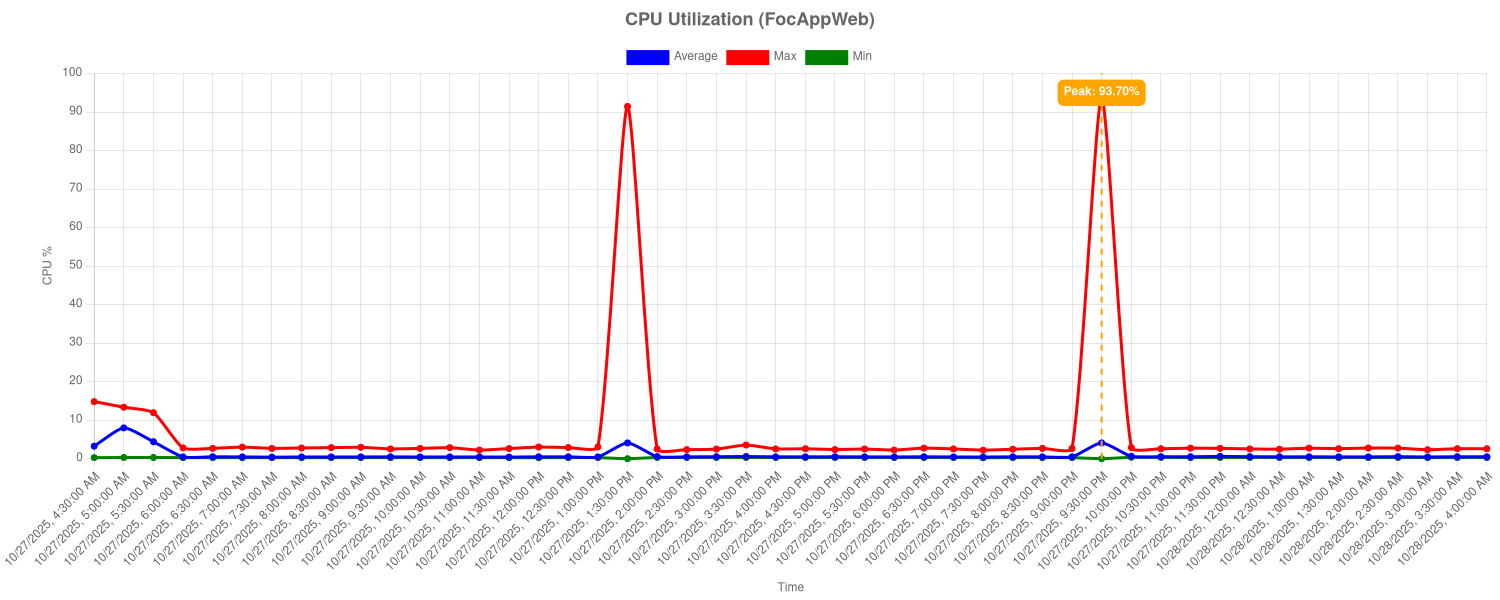 CPU Utilization (FocAppWeb)
Average
Max
Min
100
90
80
70
60
50
40
30
20
10
0
CPU %
Peak: 93.70%
10/27/2025, 4:30:00 AM
10/27/2025, 5:00:00 AM
10/27/2025, 5:30:00 AM
10/27/2025, 6:00:00 AM
10/27/2025, 6:30:00 AM
10/27/2025, 7:00:00 AM
10/27/2025, 7:30:00 AM
10/27/2025, 8:00:00 AM
10/27/2025, 8:30:00 AM
10/27/2025, 9:00:00 AM
10/27/2025, 9:30:00 AM
10/27/2025, 10:00:00 AM
10/27/2025, 10:30:00 AM
10/27/2025, 11:00:00 AM
10/27/2025, 11:30:00 AM
10/27/2025, 12:00:00 PM
10/27/2025, 12:30:00 PM
10/27/2025, 1:00:00 PM
10/27/2025, 1:30:00 PM
10/27/2025, 2:00:00 PM
10/27/2025, 2:30:00 PM
10/27/2025, 3:00:00 PM
10/27/2025, 3:30:00 PM
10/27/2025, 4:00:00 PM
10/27/2025, 4:30:00 PM
10/27/2025, 5:00:00 PM
10/27/2025, 5:30:00 PM
10/27/2025, 6:00:00 PM
10/27/2025, 6:30:00 PM
10/27/2025, 7:00:00 PM
10/27/2025, 7:30:00 PM
10/27/2025, 8:00:00 PM
10/27/2025, 8:30:00 PM
10/27/2025, 9:00:00 PM
10/27/2025, 9:30:00 PM
10/27/2025, 10:00:00 PM
10/27/2025, 10:30:00 PM
10/27/2025, 11:00:00 PM
10/27/2025, 11:30:00 PM
10/28/2025, 12:00:00 AM
10/28/2025, 12:30:00 AM
10/28/2025, 1:00:00 AM
10/28/2025, 1:30:00 AM
10/28/2025, 2:00:00 AM
10/28/2025, 2:30:00 AM
10/28/2025, 3:00:00 AM
10/28/2025, 3:30:00 AM
10/28/2025, 4:00:00 AM
Time